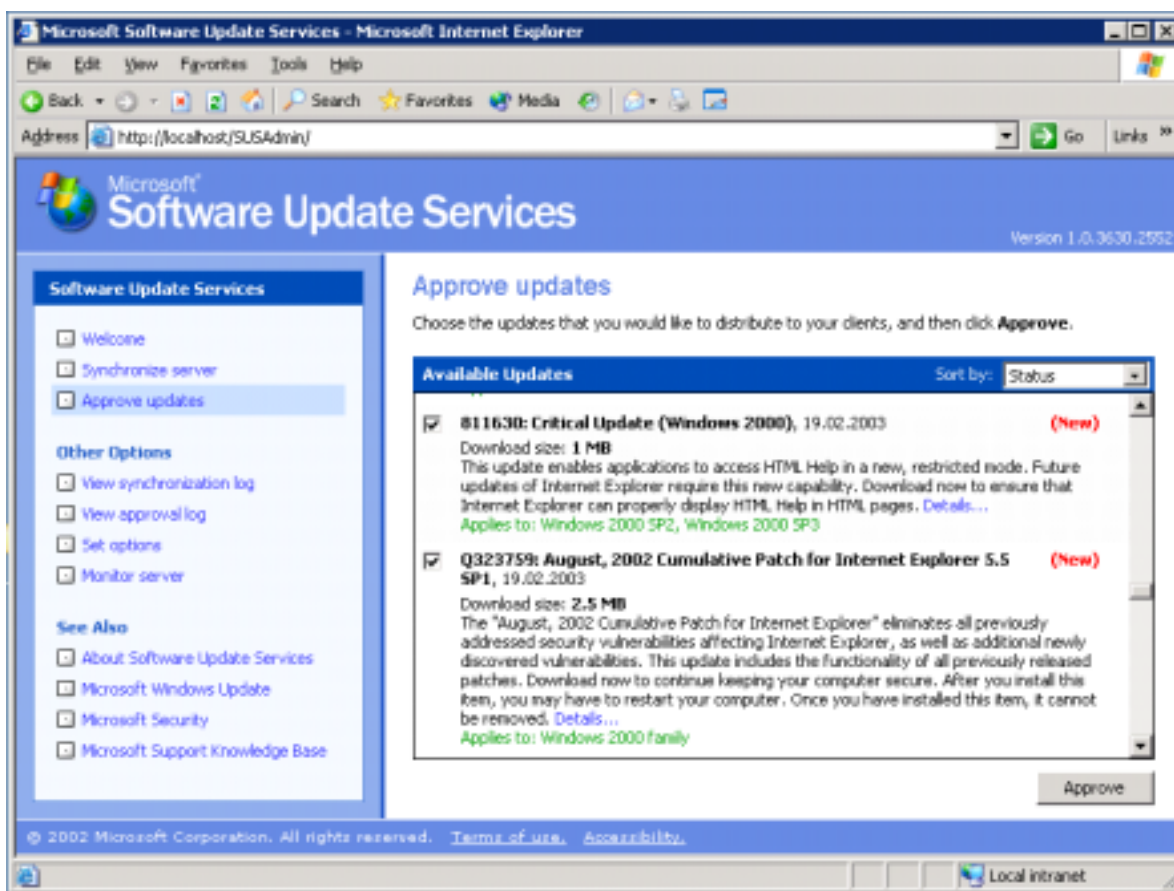 Microsoft Software Update Services - Microsoft Internet Explorer
File Edit View Favorites Tools Help
Back Search Favorites Media
Address http://localhost/SUSAdmin/ Go Links »
Microsoft®
Software Update Services
Version 1.0.3630.2552
Software Update Services
Welcome
Synchronize server
Approve updates
Other Options
View synchronization log
View approval log
Set options
Monitor server
See Also
About Software Update Services
Microsoft Windows Update
Microsoft Security
Microsoft Support Knowledge Base
Approve updates
Choose the updates that you would like to distribute to your clients, and then click Approve.
Available Updates Sort by: Status
811630: Critical Update (Windows 2000), 19.02.2003 (New)
Download size: 1 MB
This update enables applications to access HTML Help in a new, restricted mode. Future
updates of Internet Explorer require this new capability. Download now to ensure that
Internet Explorer can properly display HTML Help in HTML pages. Details...
Applies to: Windows 2000 SP2, Windows 2000 SP3
Q323759: August, 2002 Cumulative Patch for Internet Explorer 5.5 (New)
SP1, 19.02.2003
Download size: 2.5 MB
The "August, 2002 Cumulative Patch for Internet Explorer" eliminates all previously
addressed security vulnerabilities affecting Internet Explorer, as well as additional newly
discovered vulnerabilities. This update includes the functionality of all previously released
patches. Download now to continue keeping your computer secure. After you install this
item, you may have to restart your computer. Once you have installed this item, it cannot
be removed. Details...
Applies to: Windows 2000 family
Approve
© 2002 Microsoft Corporation. All rights reserved. Terms of use. Accessibility.
Local intranet